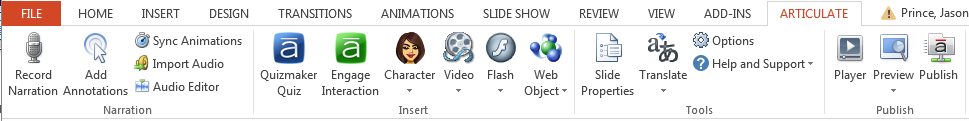 FILE HOME INSERT DESIGN TRANSITIONS ANIMATIONS SLIDE SHOW REVIEW VIEW ADD-INS ARTICULATE Prince, Jason
Record Narration
Add Annotations
Sync Animations
Import Audio
Audio Editor
Narration
ā Quizmaker Quiz
ā Engage Interaction
Character
Video
Flash
Web Object
Insert
Slide Properties
Translate
Options
Help and Support
Tools
Player
Preview
Publish
Publish